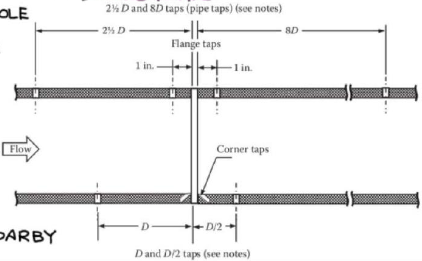 OLE
2½ D and 8D taps (pipe taps) (see notes)
2½ D
8D
Flange taps
1 in.
1 in.
Flow
Corner taps
D
D/2
DARBY
D and D/2 taps (see notes)